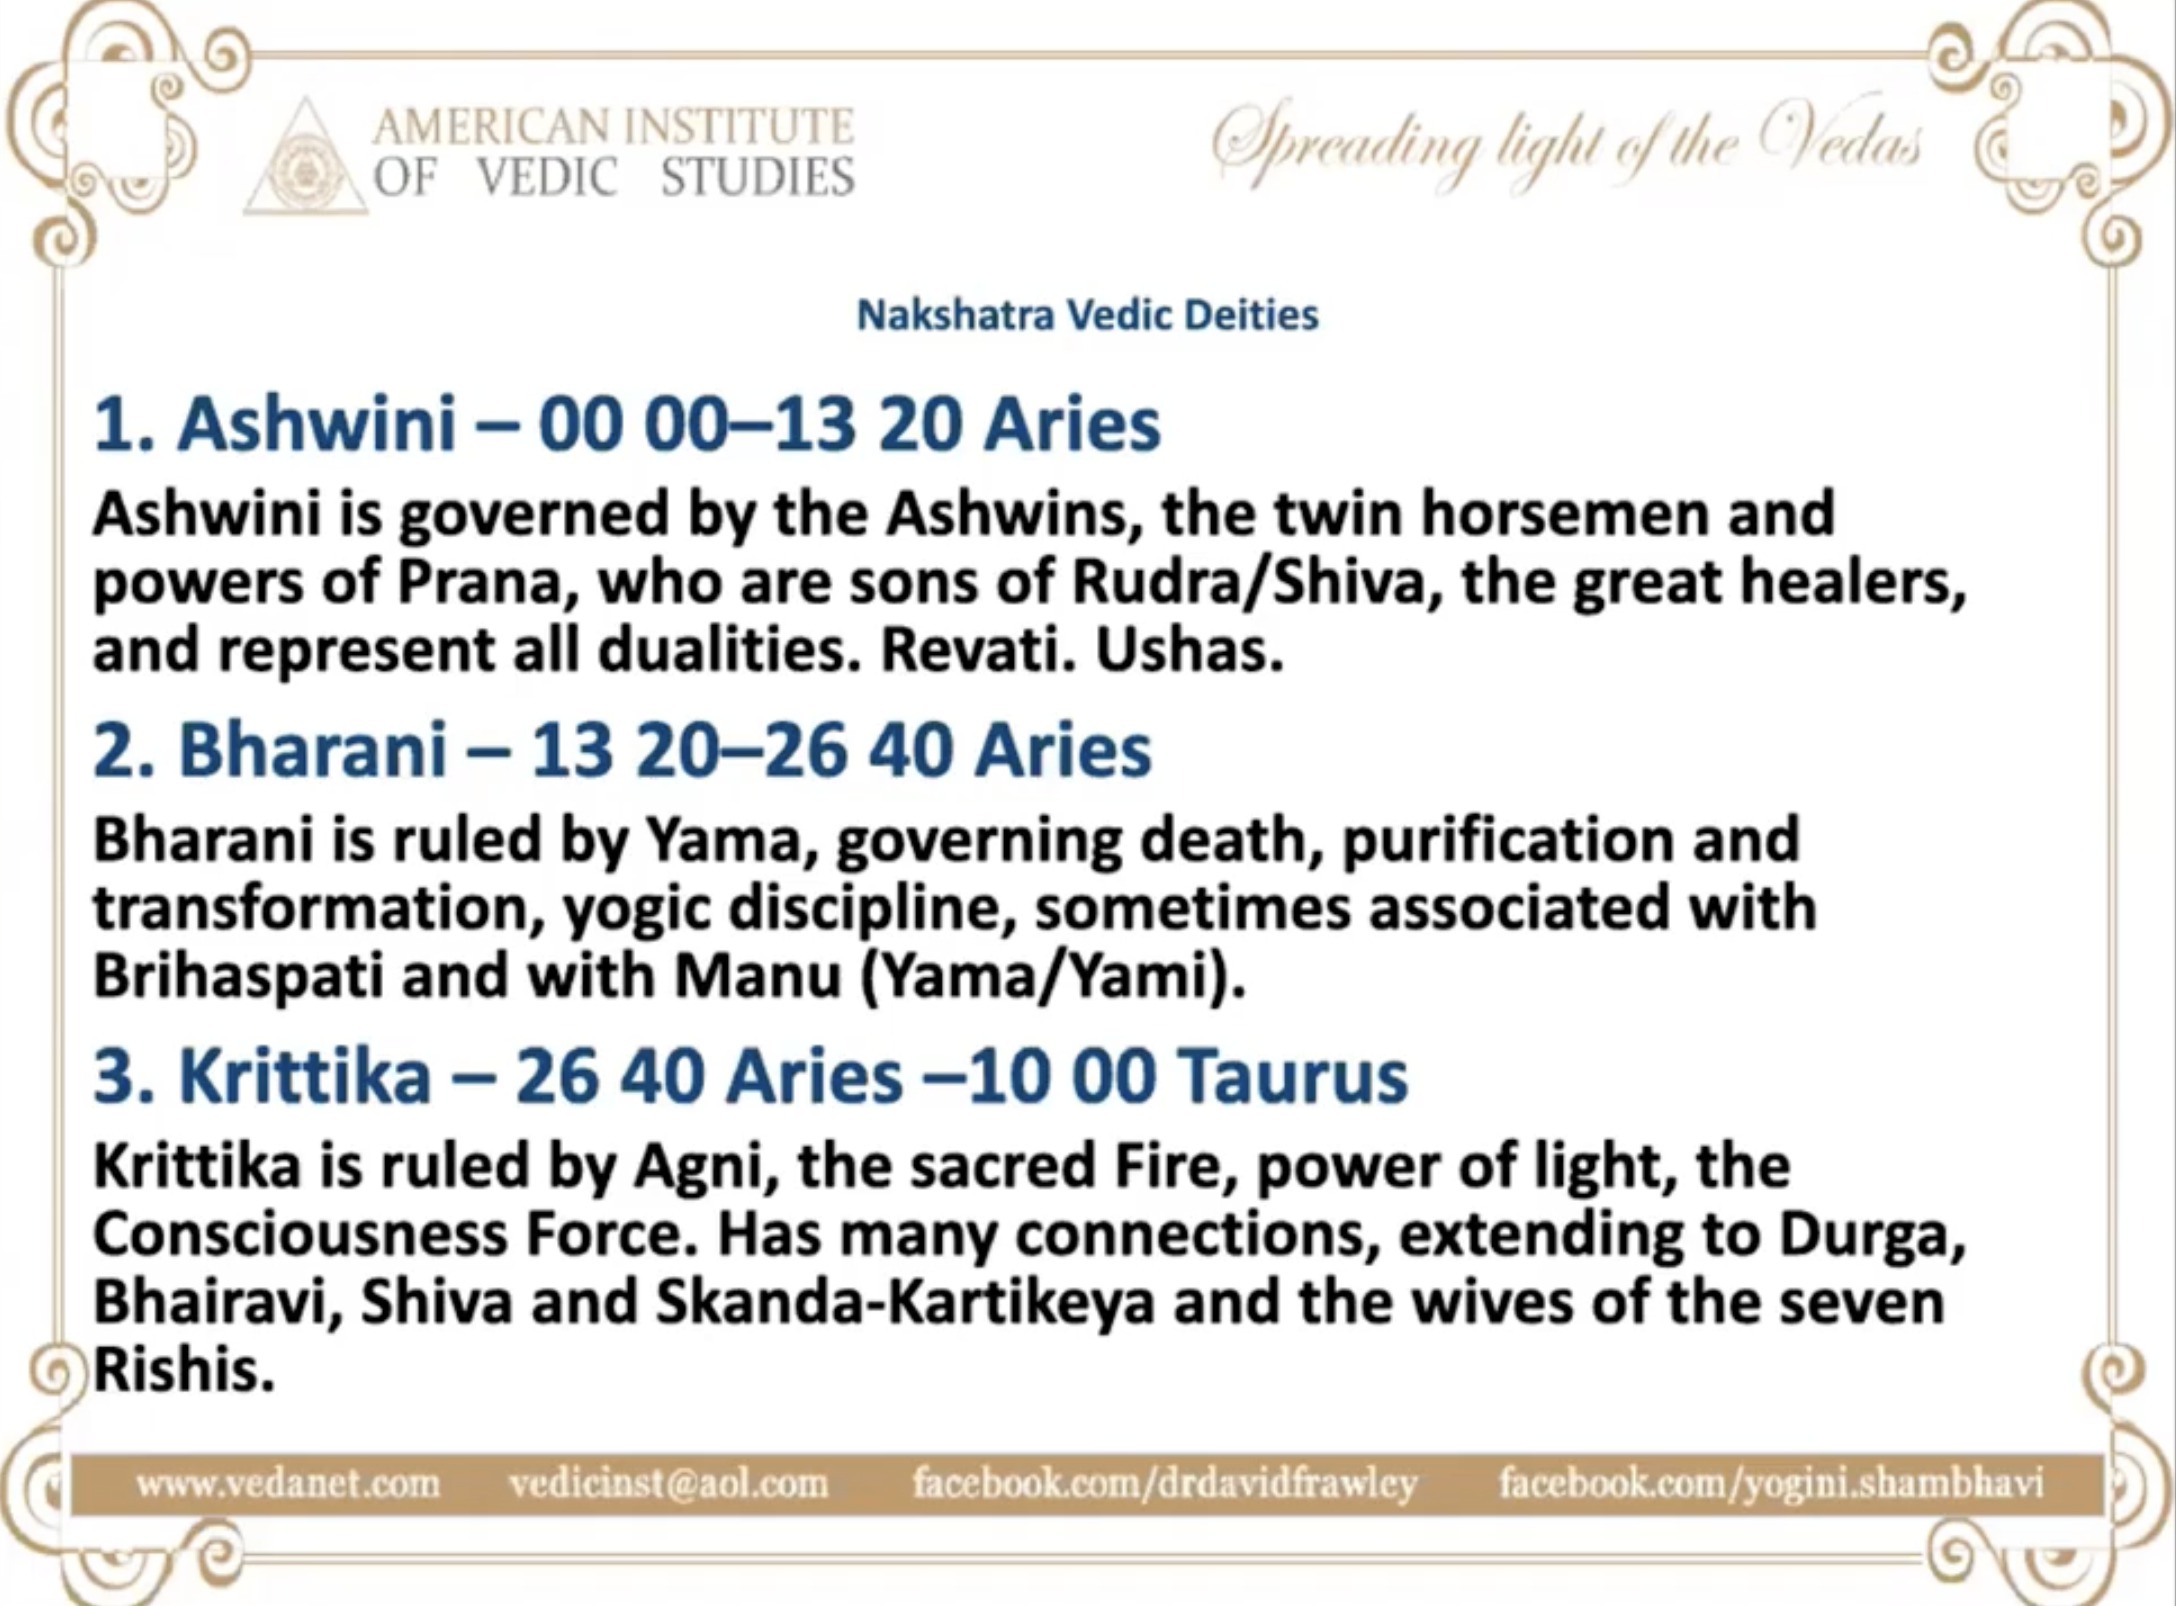 AMERICAN INSTITUTE
OF VEDIC STUDIES
Spreading light of the Vedas
Nakshatra Vedic Deities
1. Ashwini – 00 00–13 20 Aries
Ashwini is governed by the Ashwins, the twin horsemen and
powers of Prana, who are sons of Rudra/Shiva, the great healers,
and represent all dualities. Revati. Ushas.
2. Bharani – 13 20–26 40 Aries
Bharani is ruled by Yama, governing death, purification and
transformation, yogic discipline, sometimes associated with
Brihaspati and with Manu (Yama/Yami).
3. Krittika – 26 40 Aries –10 00 Taurus
Krittika is ruled by Agni, the sacred Fire, power of light, the
Consciousness Force. Has many connections, extending to Durga,
Bhairavi, Shiva and Skanda-Kartikeya and the wives of the seven
Rishis.
www.vedanet.com vedicinst@aol.com facebook.com/drdavidfrawley facebook.com/yogini.shambhavi